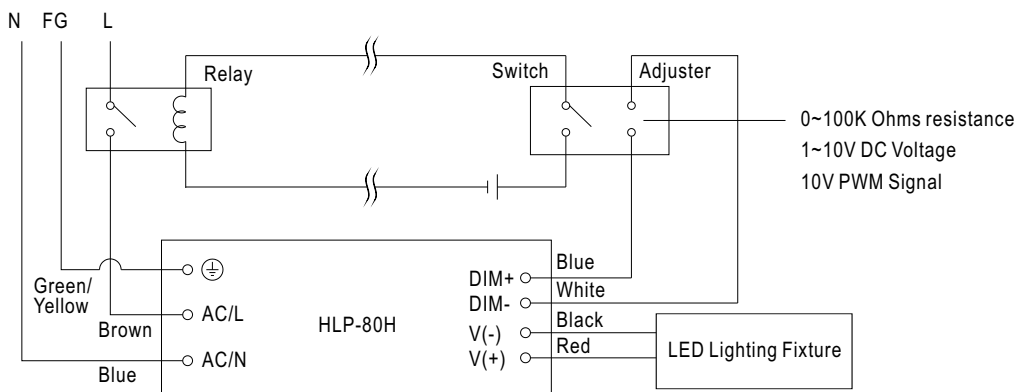 N FG L
Relay
Switch
Adjuster
0~100K Ohms resistance
1~10V DC Voltage
10V PWM Signal
Green/
Yellow
Brown
Blue
AC/L
AC/N
HLP-80H
DIM+
DIM-
V(-)
V(+)
Blue
White
Black
Red
LED Lighting Fixture